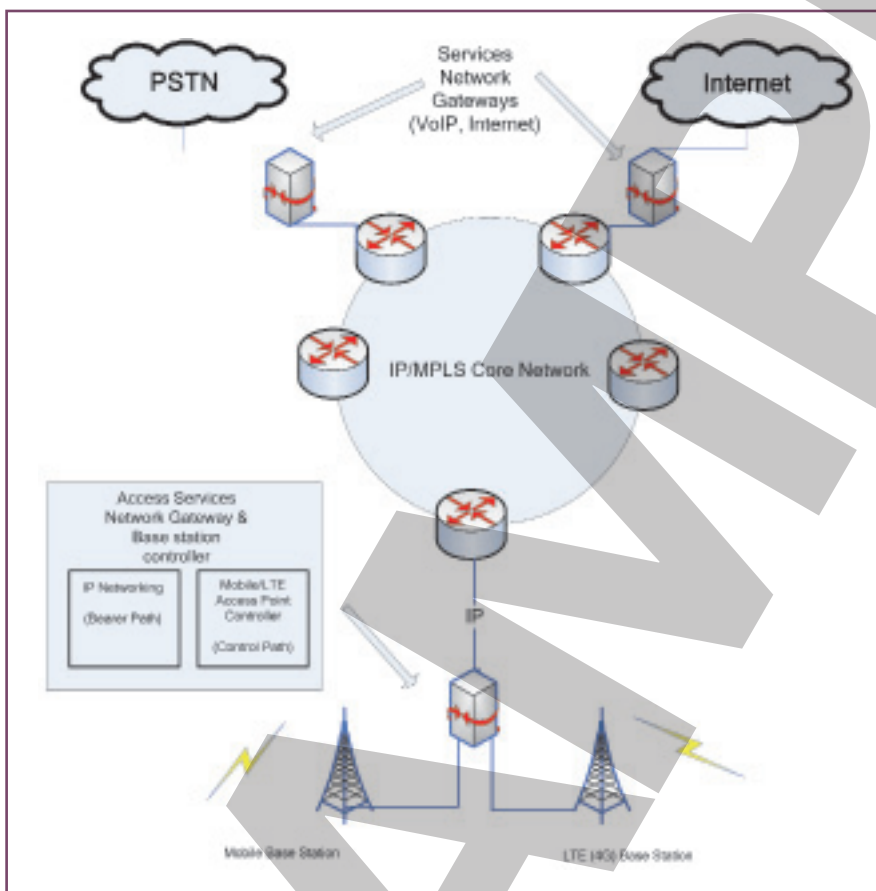 Services
Network
Gateways
(VoIP, Internet)
PSTN
Internet
IP/MPLS Core Network
Access Services
Network Gateway &
Base station
controller
IP Networking
(Bearer Path)
Mobile/LTE
Access Point
Controller
(Control Path)
IP
Mobile Base Station
LTE (4G) Base Station